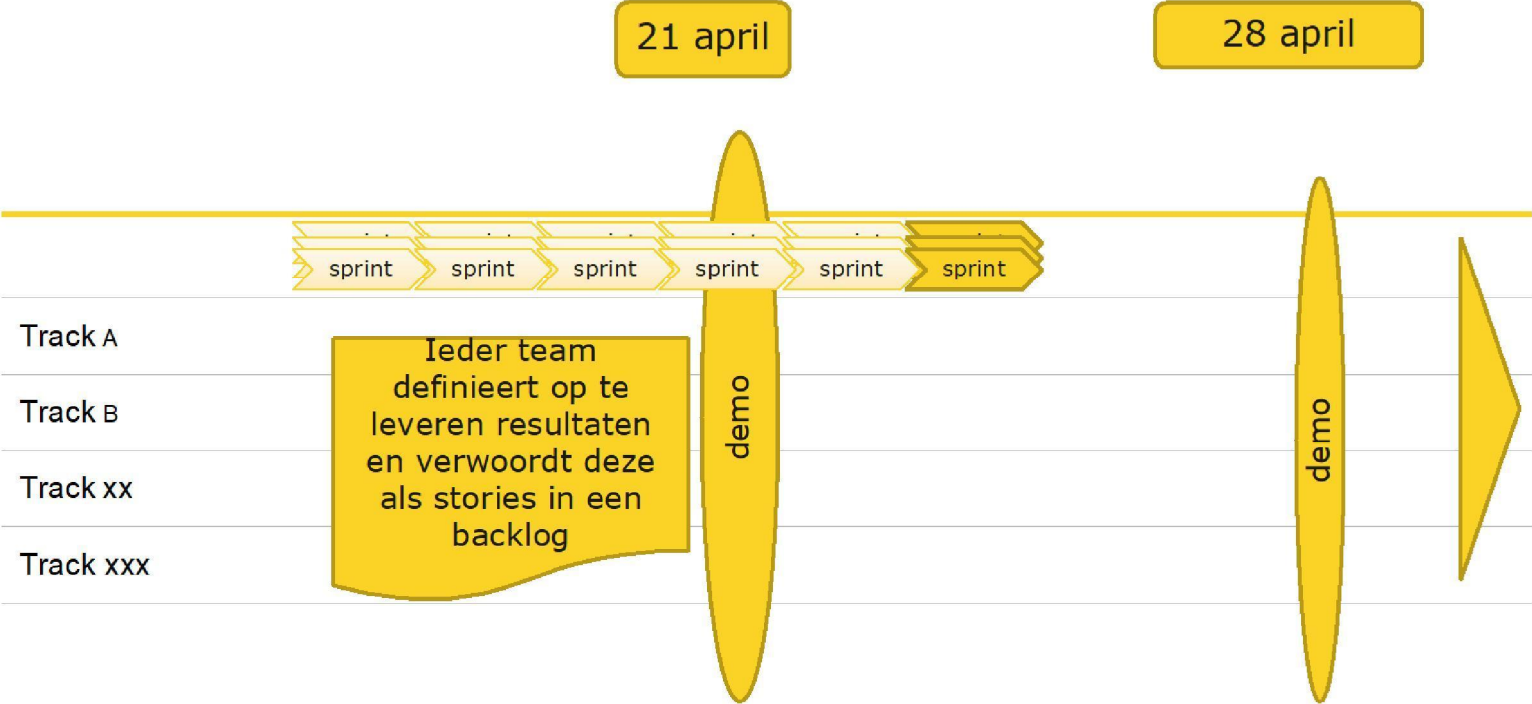 21 april
28 april
sprint sprint sprint sprint sprint sprint
Track A
Track B
Track xx
Track xxx
Ieder team
definieert op te
leveren resultaten
en verwoordt deze
als stories in een
backlog
demo
demo